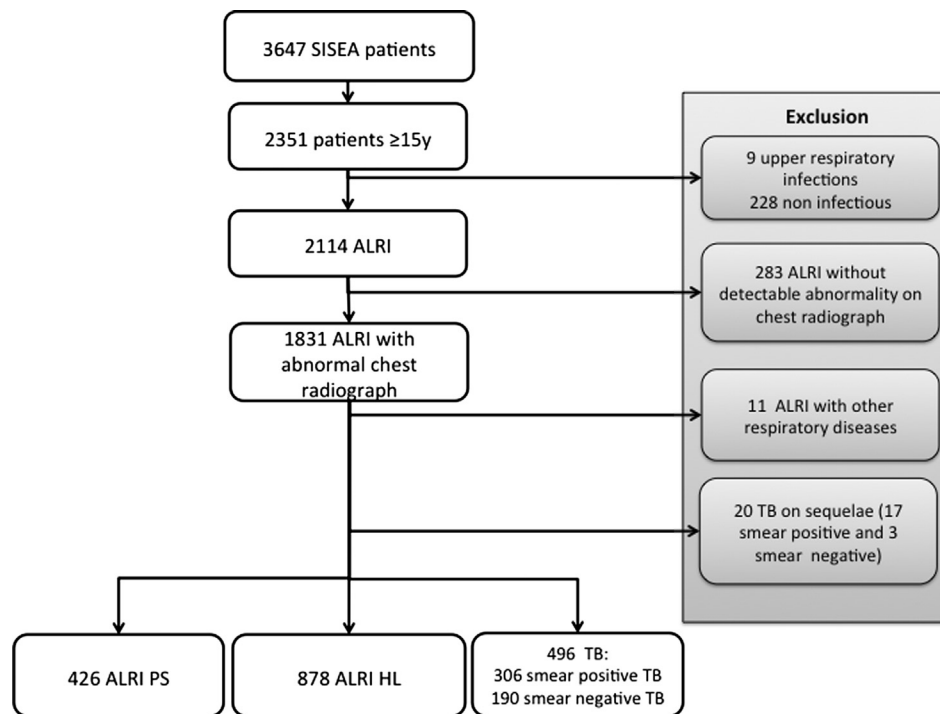 3647 SISEA patients
2351 patients ≥15y
2114 ALRI
1831 ALRI with
abnormal chest
radiograph
426 ALRI PS
878 ALRI HL
496 TB:
306 smear positive TB
190 smear negative TB
Exclusion
9 upper respiratory
infections
228 non infectious
283 ALRI without
detectable abnormality on
chest radiograph
11 ALRI with other
respiratory diseases
20 TB on sequelae (17
smear positive and 3
smear negative)